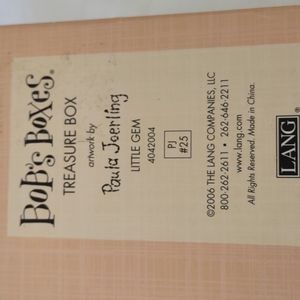 BOB'S BOXES®
TREASURE BOX
artwork by
Paula Joerling
LITTLE GEM
4042004
PJ
#25
©2006 THE LANG COMPANIES, LLC
800-262-2611 • 262-646-2211
www.lang.com
All Rights Reserved. Made in China.
LANG®